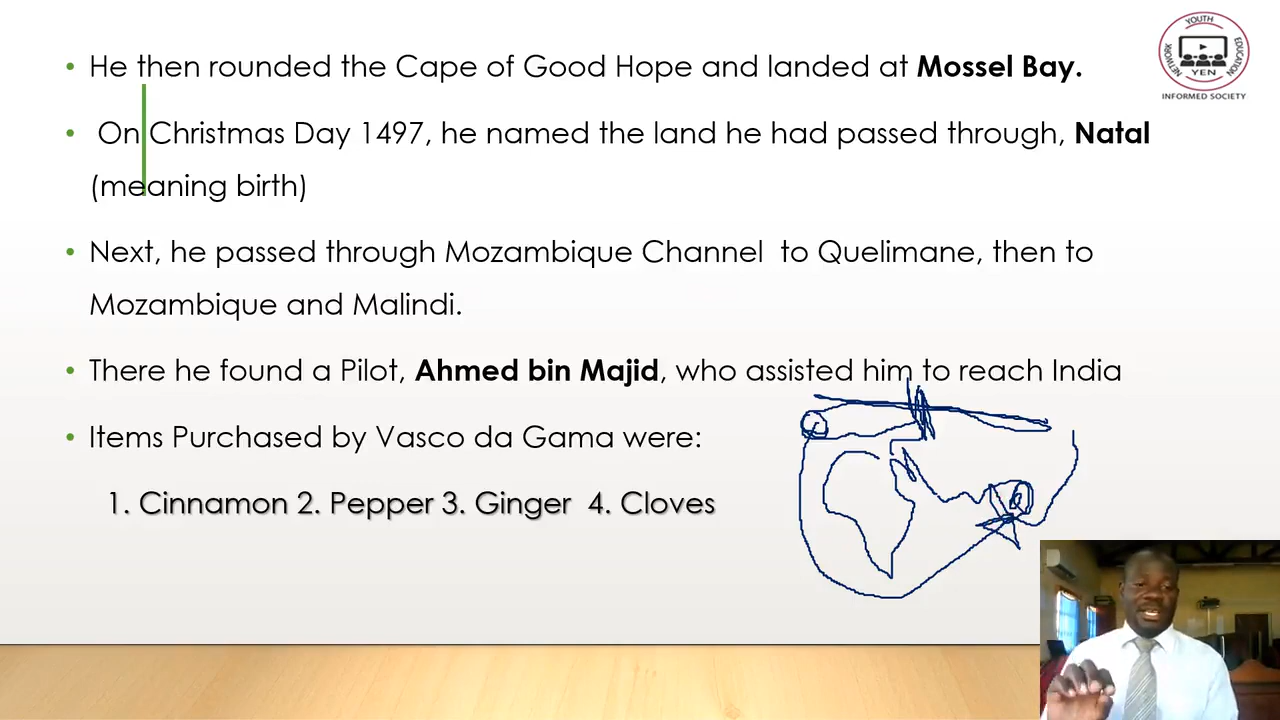 • He then rounded the Cape of Good Hope and landed at Mossel Bay.
• On Christmas Day 1497, he named the land he had passed through, Natal
(meaning birth)
• Next, he passed through Mozambique Channel to Quelimane, then to
Mozambique and Malindi.
• There he found a Pilot, Ahmed bin Majid, who assisted him to reach India
• Items Purchased by Vasco da Gama were:
1. Cinnamon 2. Pepper 3. Ginger 4. Cloves
YOUTH
EDUCATION
NETWORK
YEN
INFORMED SOCIETY